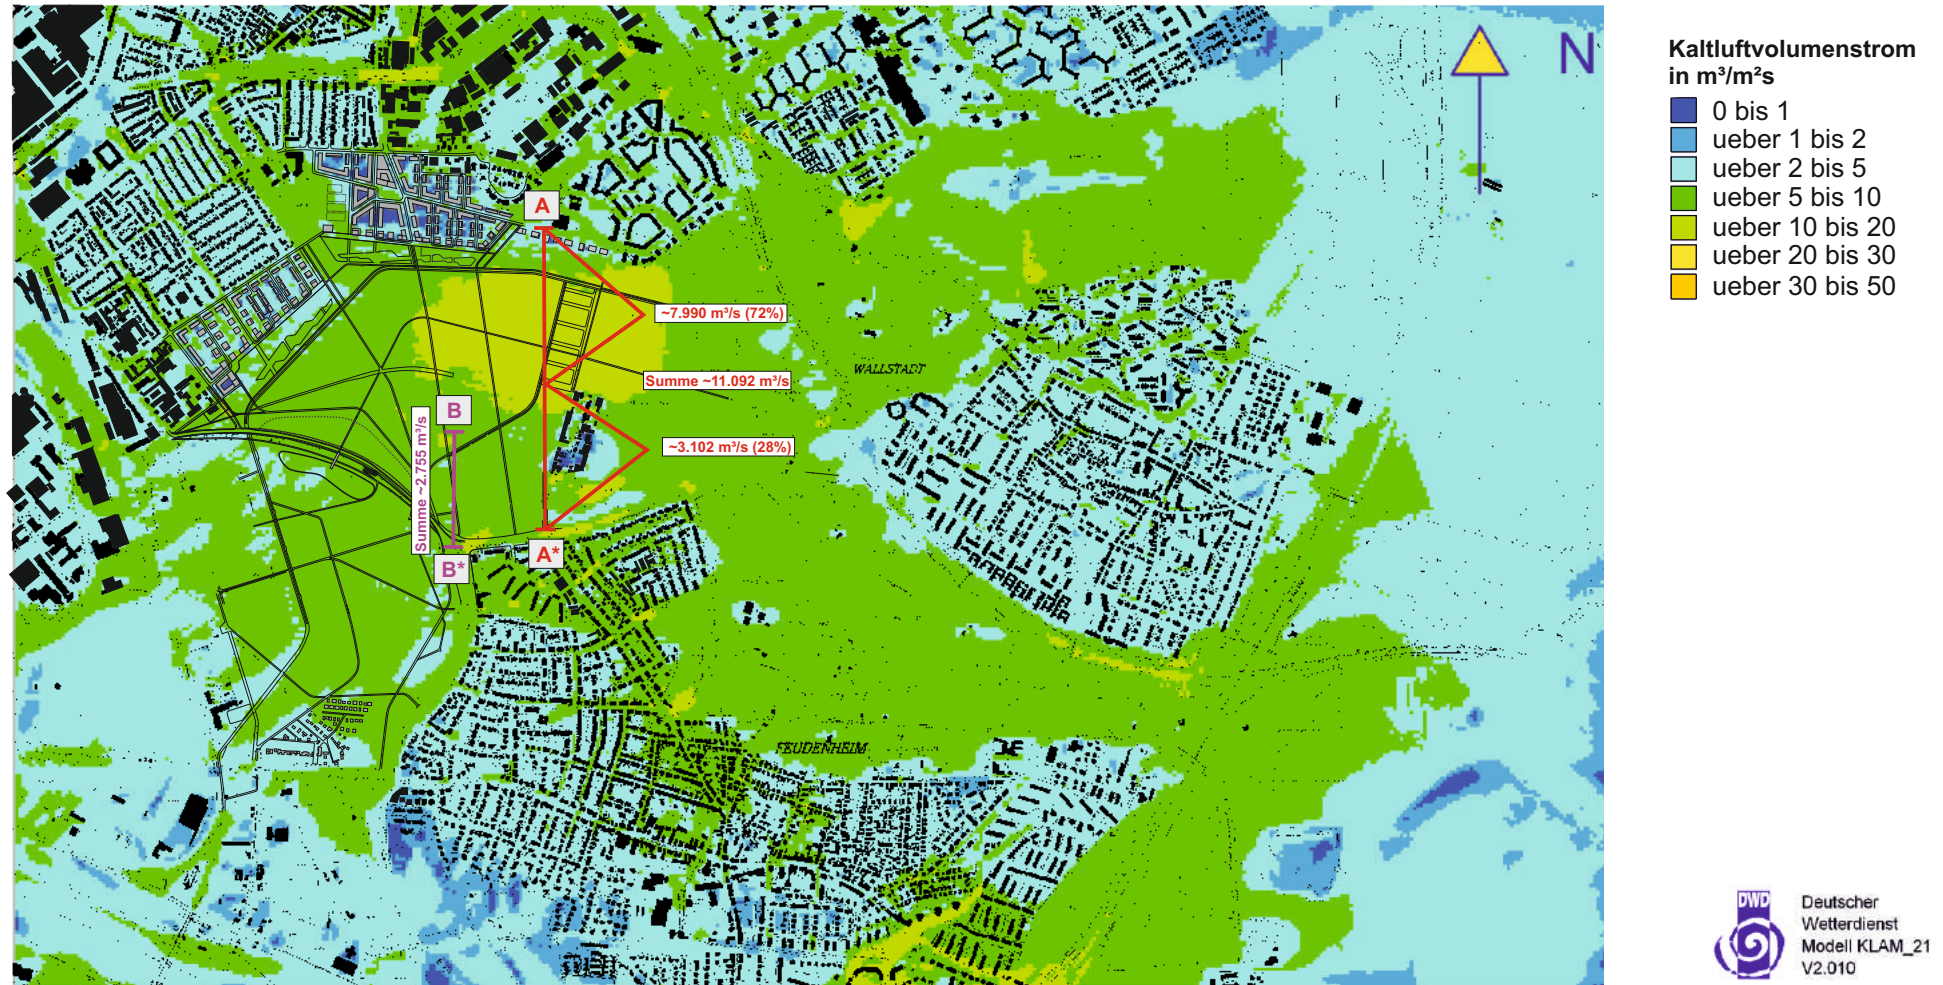 N
Kaltluftvolumenstrom
in m³/m²s
0 bis 1
ueber 1 bis 2
ueber 2 bis 5
ueber 5 bis 10
ueber 10 bis 20
ueber 20 bis 30
ueber 30 bis 50
A
~7.990 m³/s (72%)
WALLSTADT
Summe ~11.092 m³/s
B
Summe ~2.755 m³/s
~3.102 m³/s (28%)
A*
B*
FEUDENHEIM
DWD
Deutscher
Wetterdienst
Modell KLAM_21
V2.010